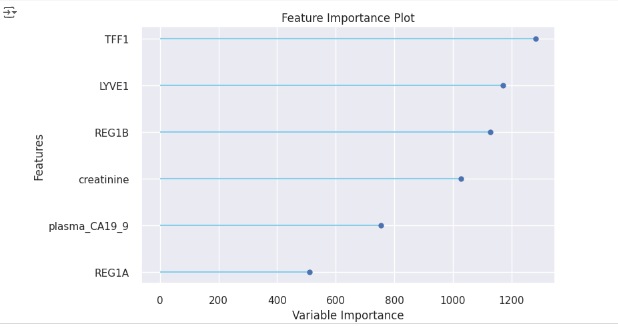 Feature Importance Plot
TFF1
LYVE1
REG1B
creatinine
plasma_CA19_9
REG1A
Features
0 200 400 600 800 1000 1200
Variable Importance